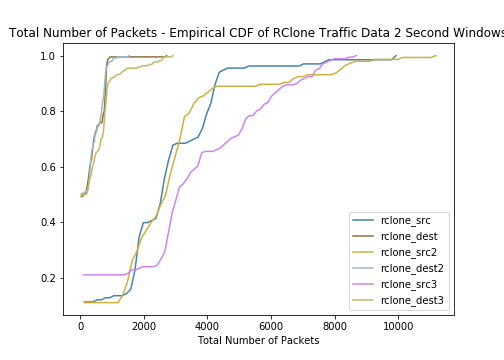 Total Number of Packets - Empirical CDF of RClone Traffic Data 2 Second Windows
1.0
0.8
0.6
0.4
0.2
0
2000
4000
6000
8000
10000
Total Number of Packets
rclone_src
rclone_dest
rclone_src2
rclone_dest2
rclone_src3
rclone_dest3